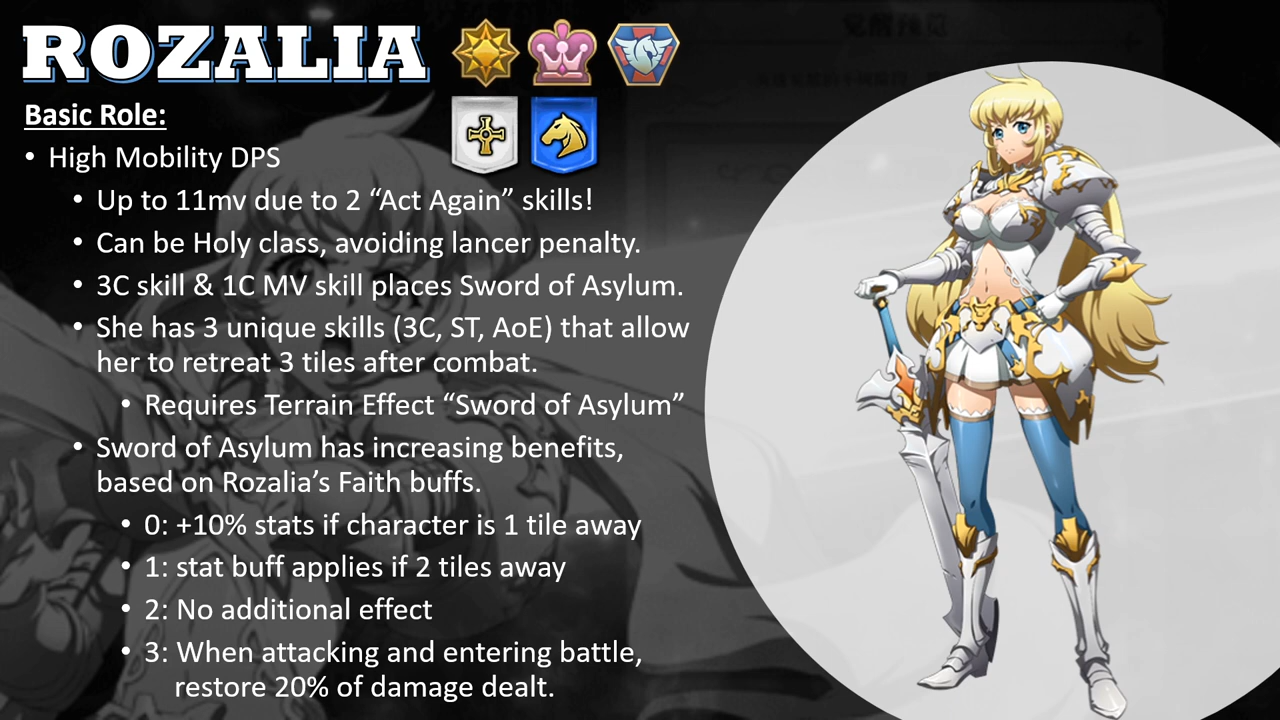 ROZALIA
Basic Role:
• High Mobility DPS
• Up to 11mv due to 2 “Act Again” skills!
• Can be Holy class, avoiding lancer penalty.
• 3C skill & 1C MV skill places Sword of Asylum.
• She has 3 unique skills (3C, ST, AoE) that allow
her to retreat 3 tiles after combat.
• Requires Terrain Effect “Sword of Asylum”
• Sword of Asylum has increasing benefits,
based on Rozalia’s Faith buffs.
• 0: +10% stats if character is 1 tile away
• 1: stat buff applies if 2 tiles away
• 2: No additional effect
• 3: When attacking and entering battle,
restore 20% of damage dealt.